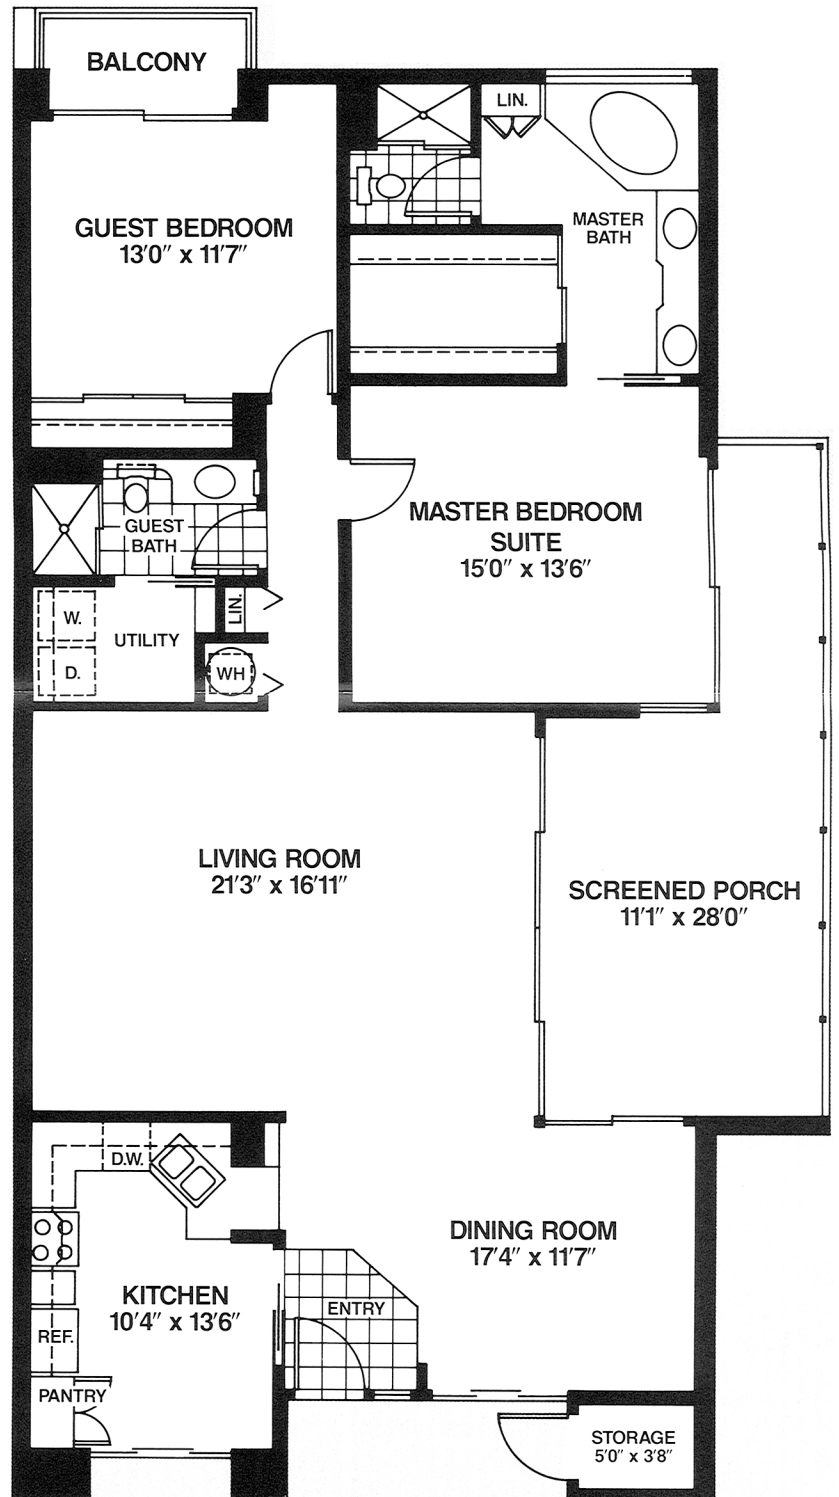 BALCONY
LIN.
GUEST BEDROOM
13'0" x 11'7"
MASTER
BATH
MASTER BEDROOM
SUITE
15'0" x 13'6"
GUEST
BATH
W.
UTILITY
LIN.
D.
WH
LIVING ROOM
21'3" x 16'11"
SCREENED PORCH
11'1" x 28'0"
D.W.
DINING ROOM
17'4" x 11'7"
KITCHEN
10'4" x 13'6"
ENTRY
REF.
PANTRY
STORAGE
5'0" x 3'8"